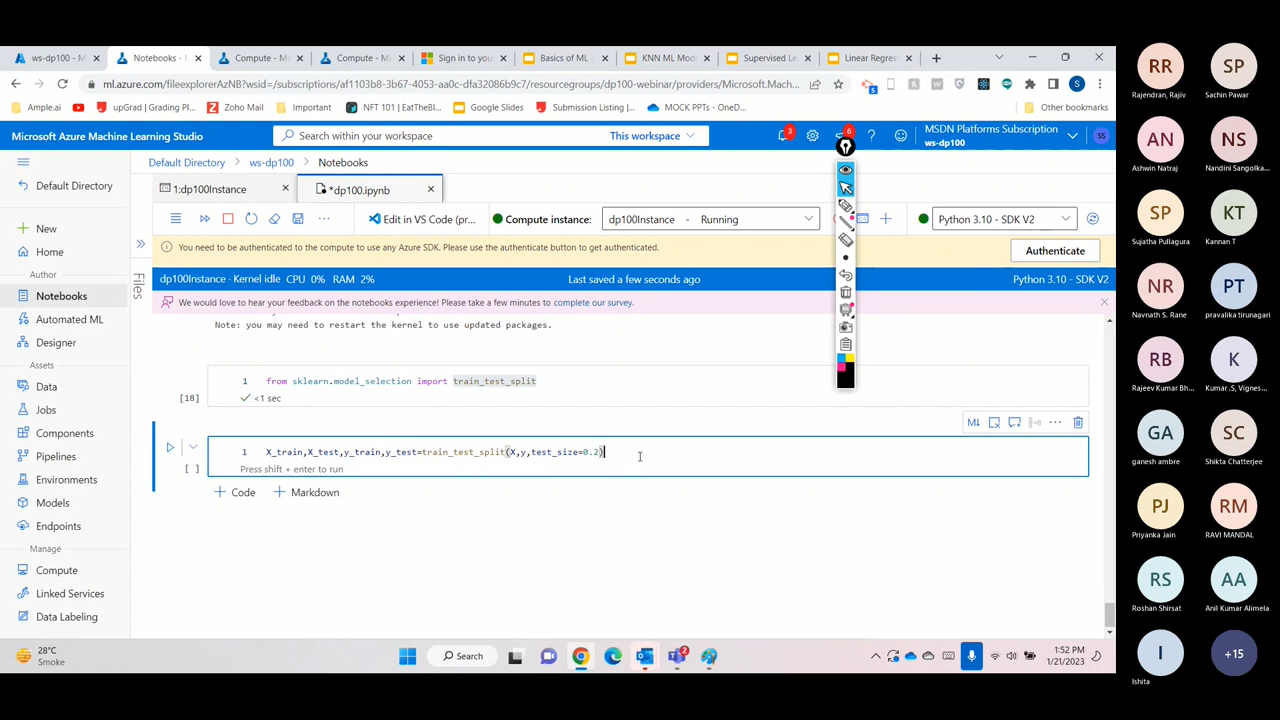 ws-dp100 - M
Notebooks -
Compute - ML
Compute - ML
Sign in to your
Basics of ML -
KNN ML Mod
Supervised Le
Linear Regres
ml.azure.com/fileexplorerAzNB?wsid=/subscriptions/af1103b8-3b67-4053-aa0c-dfa32086b9c7/resourcegroups/dp100-webinar/providers/Microsoft.Mach...
Ample.ai
upGrad | Grading Pl...
Zoho Mail
Important
NFT 101 | EatTheBl...
Google Slides
Submission Listing |...
MOCK PPTs - OneD...
Other bookmarks
Microsoft Azure Machine Learning Studio
Search within your workspace
This workspace
3
6
MSDN Platforms Subscription
ws-dp100
SS
Default Directory
ws-dp100
Notebooks
Default Directory
New
Home
Author
Notebooks
Automated ML
Designer
Assets
Data
Jobs
Components
Pipelines
Environments
Models
Endpoints
Manage
Compute
Linked Services
Data Labeling
Files
1:dp100Instance
*dp100.ipynb
Edit in VS Code (pr...
Compute instance:
dp100Instance - Running
Python 3.10 - SDK V2
You need to be authenticated to the compute to use any Azure SDK. Please use the authenticate button to get authenticated.
Authenticate
dp100Instance · Kernel idle CPU 0% RAM 2%
Last saved a few seconds ago
Python 3.10 - SDK V2
We would love to hear your feedback on the notebooks experience! Please take a few minutes to complete our survey.
Note: you may need to restart the kernel to use updated packages.
1 from sklearn.model_selection import train_test_split
[18]
<1 sec
M↓
1 X_train,X_test,y_train,y_test=train_test_split(X,y,test_size=0.2)
[ ]
Press shift + enter to run
Code
Markdown
28°C
Smoke
Search
2
1:52 PM
1/21/2023
RR
Rajendran, Rajiv
SP
Sachin Pawar
AN
Ashwin Natraj
NS
Nandini Sangolka...
SP
Sujatha Pullagura
KT
Kannan T
NR
Navnath S. Rane
PT
pravalika tirunagari
RB
Rajeev Kumar Bh...
K
Kumar .S, Vignes...
GA
ganesh ambre
SC
Shikta Chatterjee
PJ
Priyanka Jain
RM
RAVI MANDAL
RS
Roshan Shirsat
AA
Anil Kumar Alimela
I
Ishita
+15